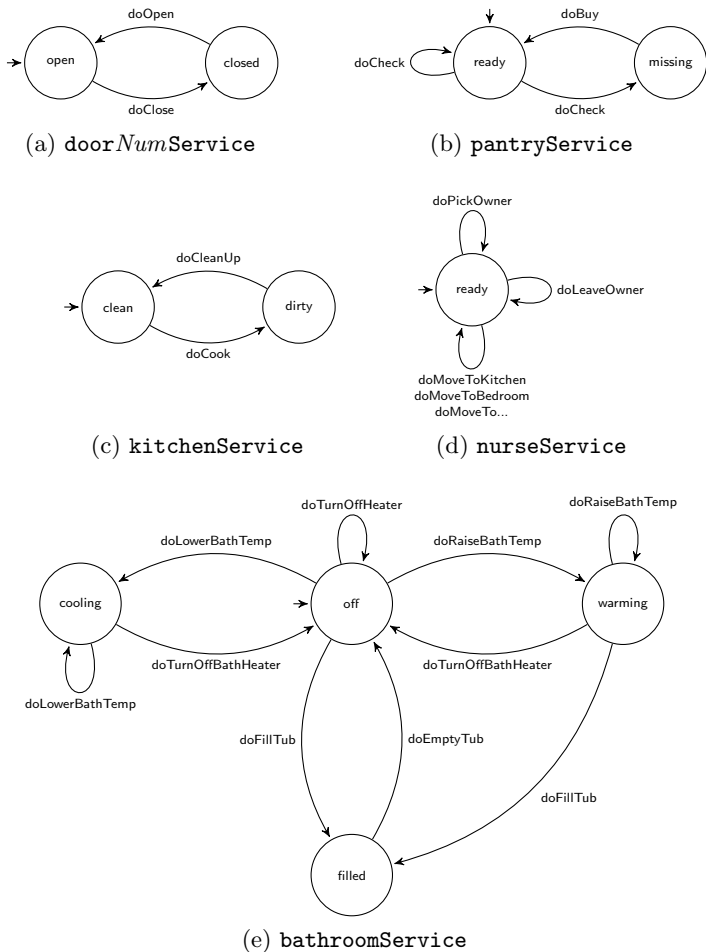 doOpen
open
closed
doClose
(a) doorNumService
doBuy
doCheck
ready
missing
doCheck
(b) pantryService
doCleanUp
clean
dirty
doCook
(c) kitchenService
doPickOwner
ready
doLeaveOwner
doMoveToKitchen
doMoveToBedroom
doMoveTo...
(d) nurseService
doTurnOffHeater
doRaiseBathTemp
doLowerBathTemp
doRaiseBathTemp
cooling
off
warming
doTurnOffBathHeater
doTurnOffBathHeater
doLowerBathTemp
doFillTub
doEmptyTub
doFillTub
filled
(e) bathroomService